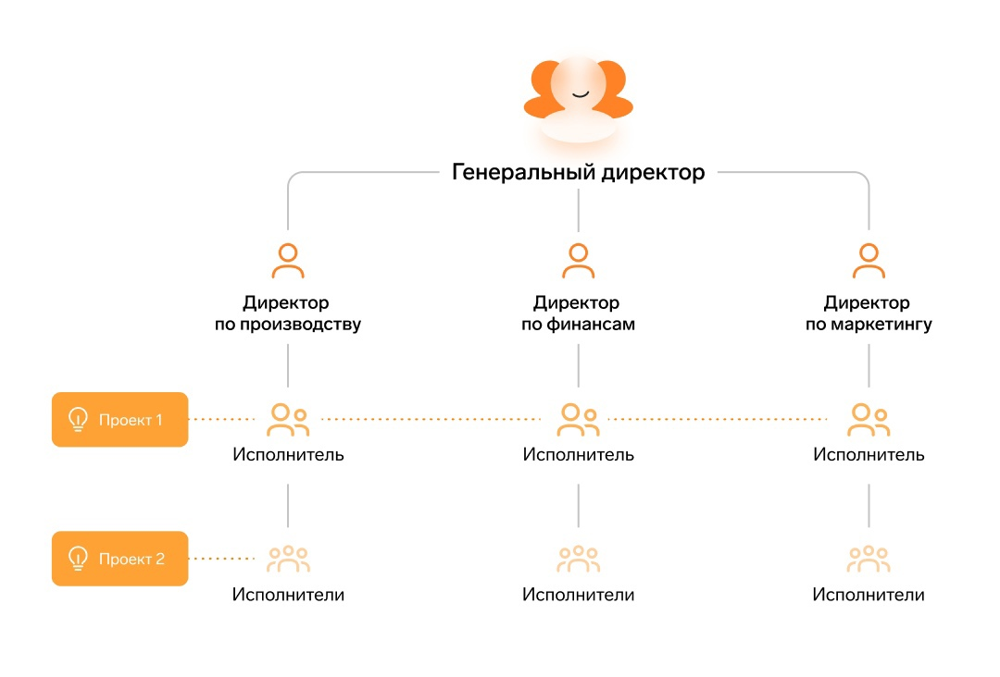 Генеральный директор
Директор
по производству
Директор
по финансам
Директор
по маркетингу
Проект 1
Исполнитель
Исполнитель
Исполнитель
Проект 2
Исполнители
Исполнители
Исполнители